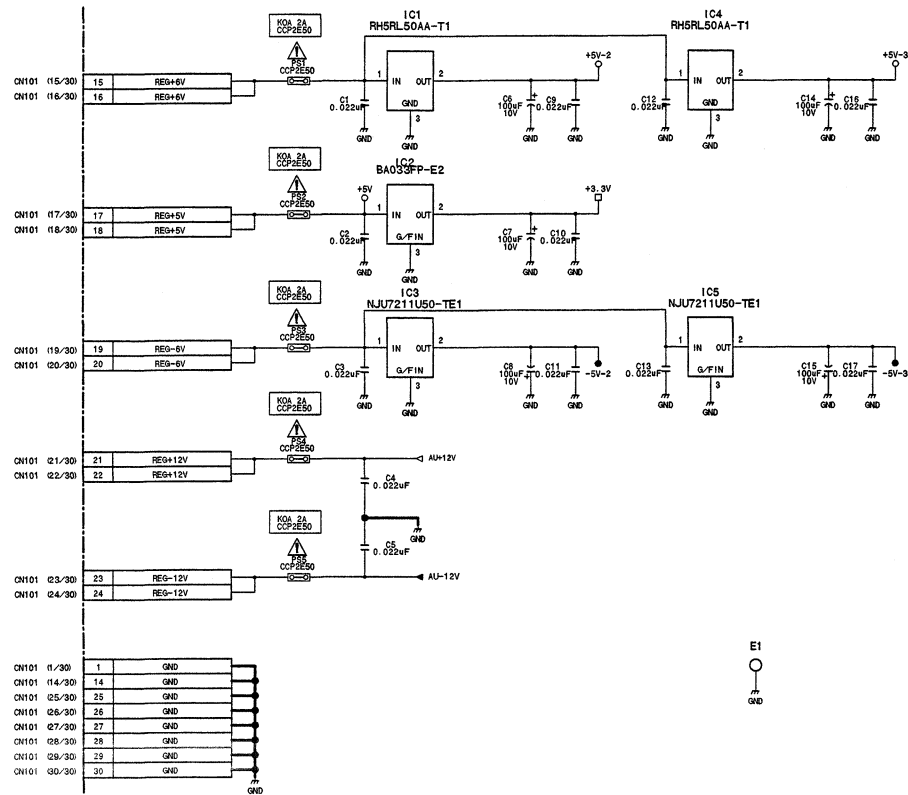 IC1
RH5RL50AA-T1
IC4
RH5RL50AA-T1
KOA 2A
CCP2E50
PS1
CCP2E50
+5V-2
+5V-3
CN101 (15/30) 15 REG+6V
CN101 (16/30) 16 REG+6V
1 IN OUT 2
GND
3
GND
C1
0.022uF
GND
C6
100uF
10V
GND
C9
0.022uF
GND
C12
0.022uF
GND
1 IN OUT 2
GND
3
GND
C14
100uF
10V
GND
C16
0.022uF
GND
KOA 2A
CCP2E50
PS2
CCP2E50
IC2
BA033FP-E2
+5V
+3.3V
CN101 (17/30) 17 REG+5V
CN101 (18/30) 18 REG+5V
1 IN OUT 2
G/FIN
3
GND
C2
0.022uF
GND
C7
100uF
10V
GND
C10
0.022uF
GND
KOA 2A
CCP2E50
PS3
CCP2E50
IC3
NJU7211U50-TE1
IC5
NJU7211U50-TE1
CN101 (19/30) 19 REG-6V
CN101 (20/30) 20 REG-6V
1 IN OUT 2
G/FIN
3
GND
C3
0.022uF
GND
C8
100uF
10V
GND
C11
0.022uF
GND
-5V-2
C13
0.022uF
GND
1 IN OUT 2
G/FIN
3
GND
C15
100uF
10V
GND
C17
0.022uF
GND
-5V-3
KOA 2A
CCP2E50
PS4
CCP2E50
CN101 (21/30) 21 REG+12V
CN101 (22/30) 22 REG+12V
AU+12V
C4
0.022uF
GND
KOA 2A
CCP2E50
PS5
CCP2E50
C5
0.022uF
CN101 (23/30) 23 REG-12V
CN101 (24/30) 24 REG-12V
AU-12V
E1
GND
CN101 (1/30) 1 GND
CN101 (14/30) 14 GND
CN101 (25/30) 25 GND
CN101 (26/30) 26 GND
CN101 (27/30) 27 GND
CN101 (28/30) 28 GND
CN101 (29/30) 29 GND
CN101 (30/30) 30 GND
GND